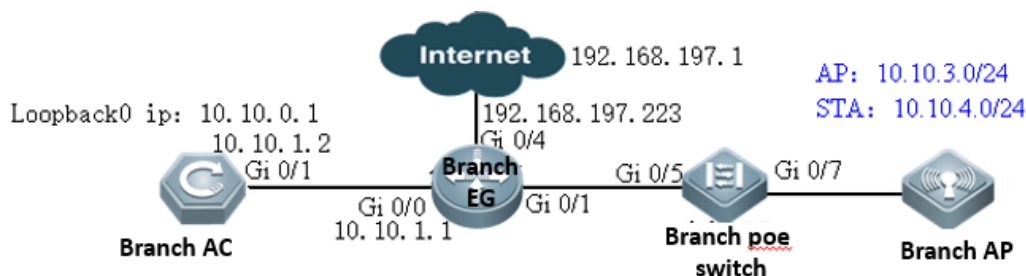 Internet
192.168.197.1
AP: 10.10.3.0/24
STA: 10.10.4.0/24
Loopback0 ip: 10.10.0.1
10.10.1.2
192.168.197.223
Gi 0/4
Gi 0/1
Branch
EG
Gi 0/5
Gi 0/7
Gi 0/0
Gi 0/1
10.10.1.1
Branch AC
Branch poe
switch
Branch AP